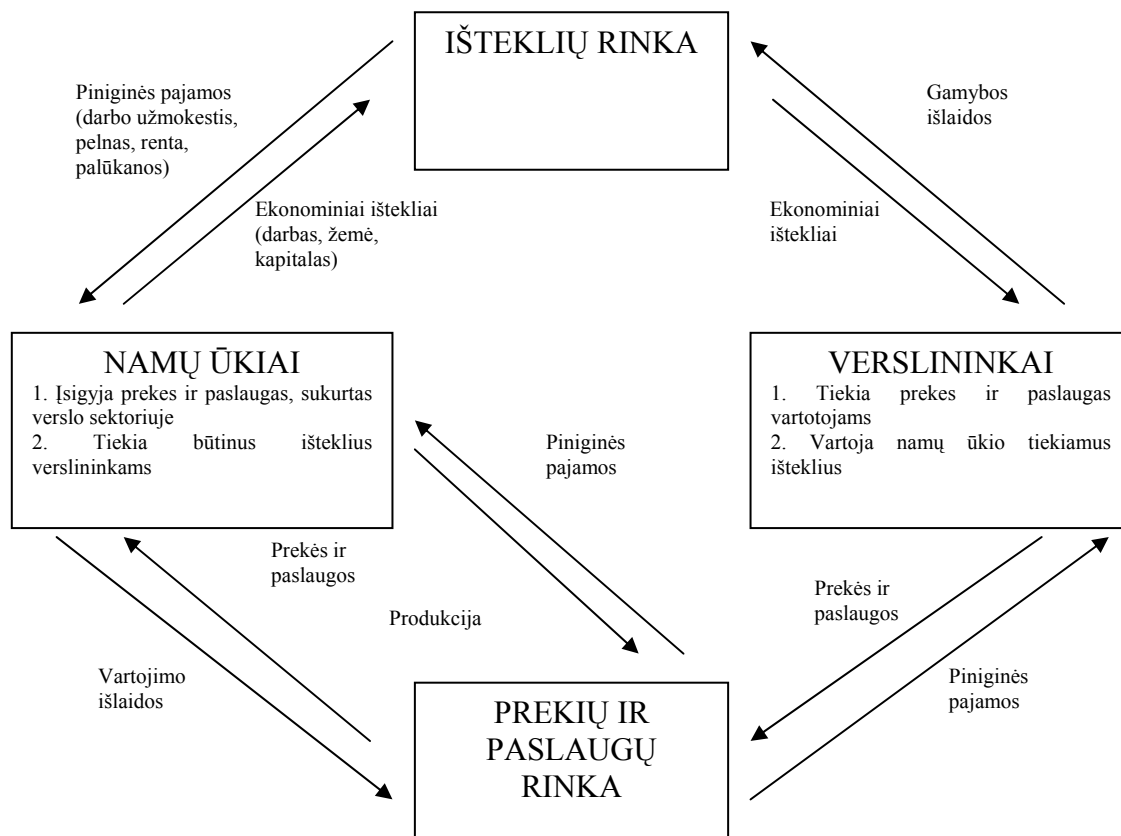 IŠTEKLIŲ RINKA
Piniginės pajamos
(darbo užmokestis,
pelnas, renta,
palūkanos)
Gamybos
išlaidos
Ekonominiai ištekliai
(darbas, žemė,
kapitalas)
Ekonominiai
ištekliai
NAMŲ ŪKIAI
1. Įsigyja prekes ir paslaugas, sukurtas
verslo sektoriuje
2. Tiekia būtinus išteklius
verslininkams
VERSLININKAI
1. Tiekia prekes ir paslaugas
vartotojams
2. Vartoja namų ūkio tiekiamus
išteklius
Piniginės
pajamos
Prekės ir
paslaugos
Produkcija
Prekės ir
paslaugos
Vartojimo
išlaidos
Piniginės
pajamos
PREKIŲ IR
PASLAUGŲ
RINKA